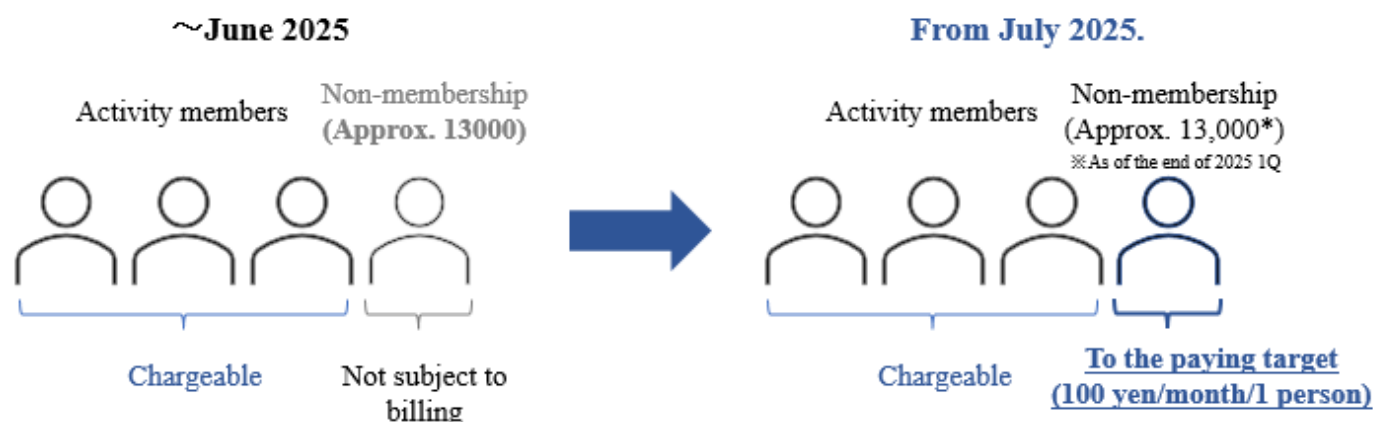 ～June 2025
Activity members
Non-membership
(Approx. 13000)
Chargeable
Not subject to
billing
From July 2025.
Activity members
Non-membership
(Approx. 13,000*)
※As of the end of 2025 1Q
Chargeable
To the paying target
(100 yen/month/1 person)